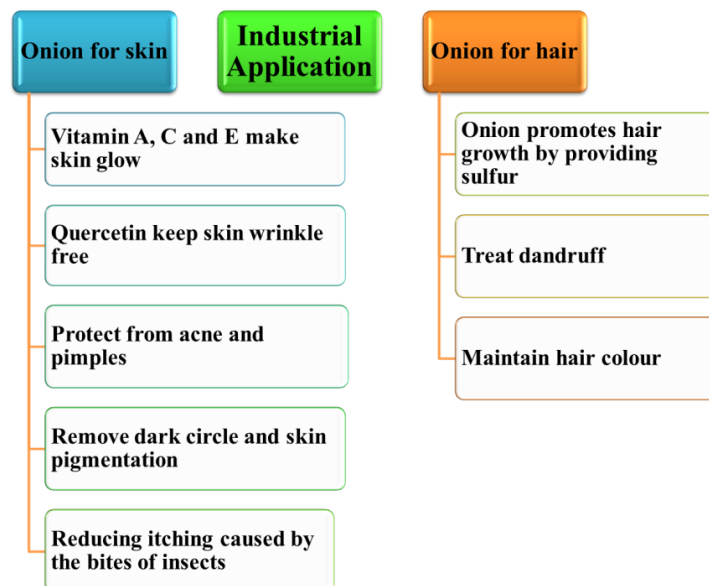 Onion for skin
Industrial
Application
Onion for hair
Vitamin A, C and E make
skin glow
Quercetin keep skin wrinkle
free
Protect from acne and
pimples
Remove dark circle and skin
pigmentation
Reducing itching caused by
the bites of insects
Onion promotes hair
growth by providing
sulfur
Treat dandruff
Maintain hair colour